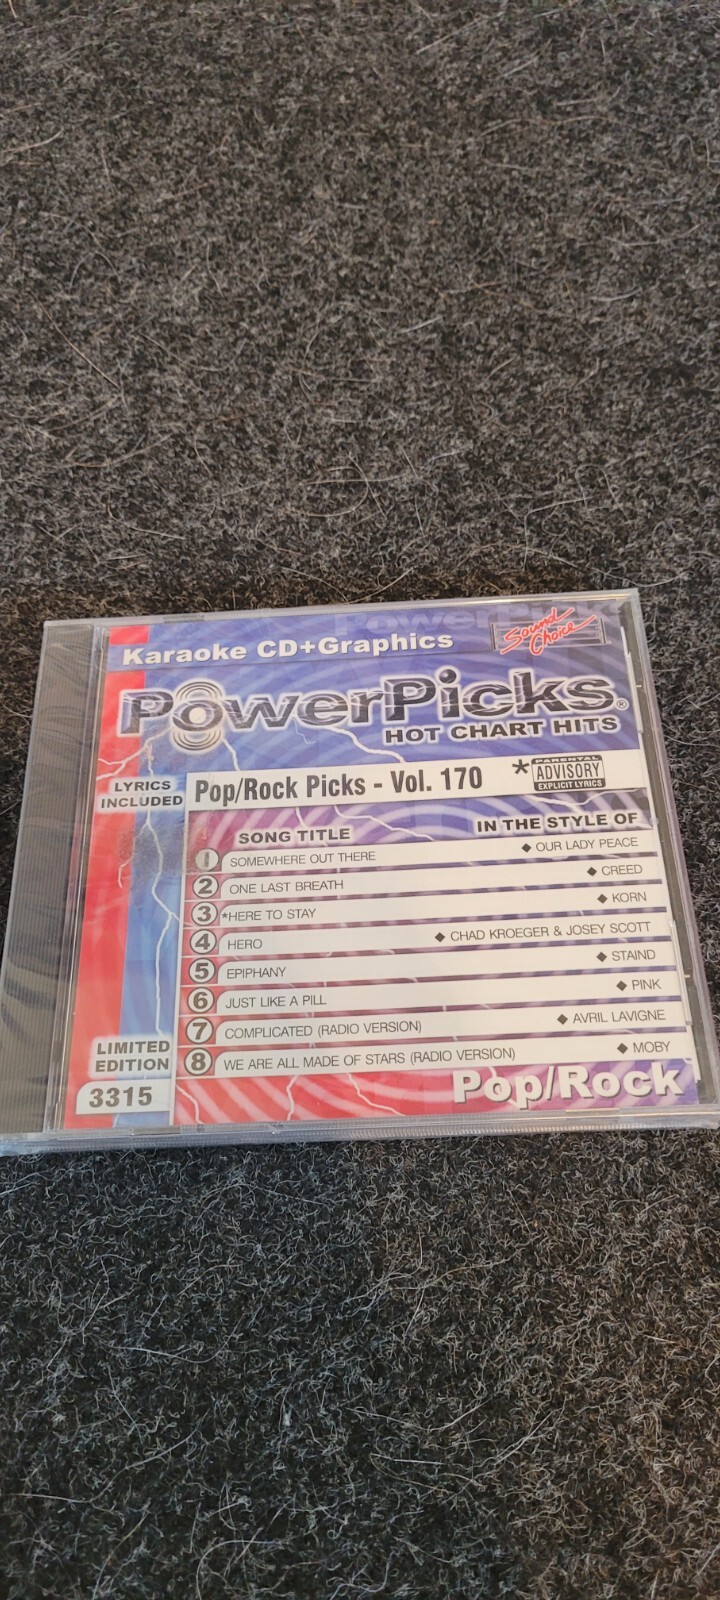 PowerPicks
Sound Choice
Karaoke CD+Graphics
PowerPicks®
HOT CHART HITS
LYRICS
INCLUDED
Pop/Rock Picks - Vol. 170 *
PARENTAL
ADVISORY
EXPLICIT LYRICS
SONG TITLE IN THE STYLE OF
1 SOMEWHERE OUT THERE ◆ OUR LADY PEACE
2 ONE LAST BREATH ◆ CREED
3 *HERE TO STAY ◆ KORN
4 HERO ◆ CHAD KROEGER & JOSEY SCOTT
5 EPIPHANY ◆ STAIND
6 JUST LIKE A PILL ◆ PINK
7 COMPLICATED (RADIO VERSION) ◆ AVRIL LAVIGNE
8 WE ARE ALL MADE OF STARS (RADIO VERSION) ◆ MOBY
LIMITED
EDITION
3315
Pop/Rock